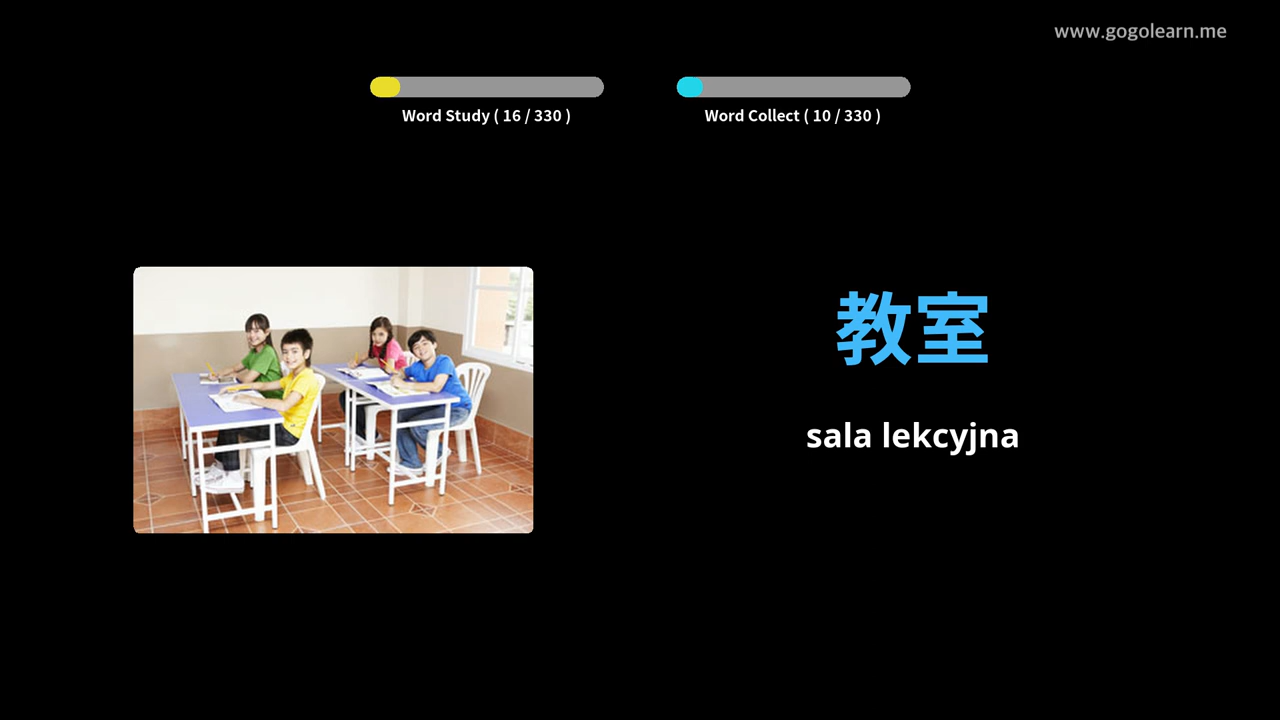 www.gogolearn.me
Word Study ( 16 / 330 )
Word Collect ( 10 / 330 )
教室
sala lekcyjna